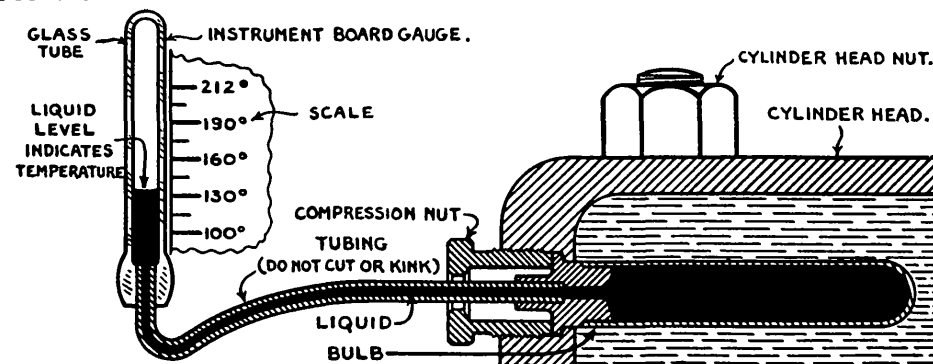 GLASS
TUBE
INSTRUMENT BOARD GAUGE.
212°
190°
160°
130°
100°
SCALE
LIQUID
LEVEL
INDICATES
TEMPERATURE
CYLINDER HEAD NUT.
CYLINDER HEAD.
COMPRESSION NUT
TUBING
(DO NOT CUT OR KINK)
LIQUID
BULB